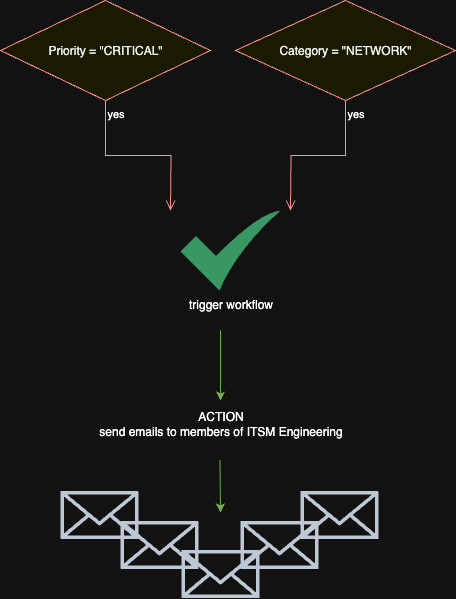 Priority = "CRITICAL"
Category = "NETWORK"
yes
yes
trigger workflow
ACTION
send emails to members of ITSM Engineering